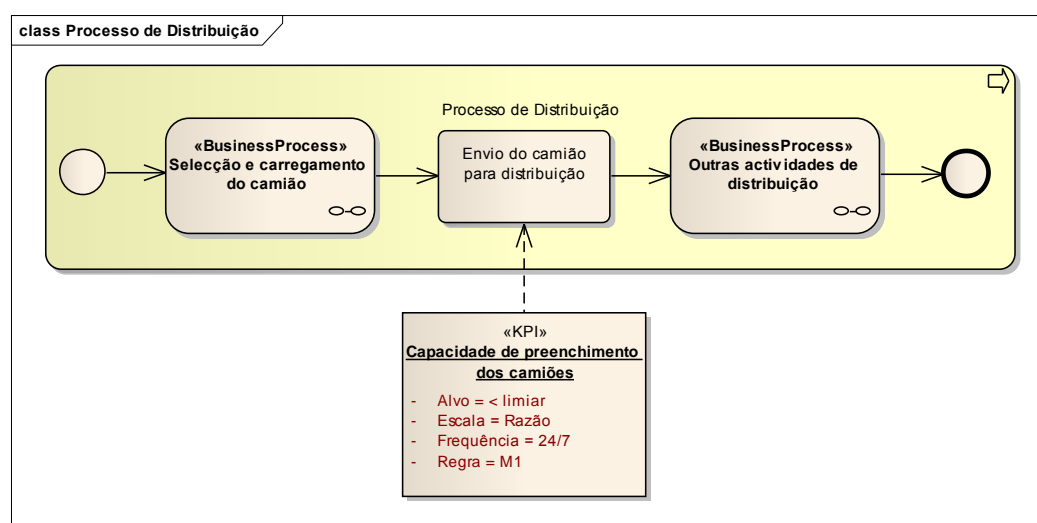 class Processo de Distribuição
Processo de Distribuição
«BusinessProcess»
Selecção e carregamento
do camião
Envio do camião
para distribuição
«BusinessProcess»
Outras actividades de
distribuição
«KPI»
Capacidade de preenchimento
dos camiões
- Alvo = < limiar
- Escala = Razão
- Frequência = 24/7
- Regra = M1